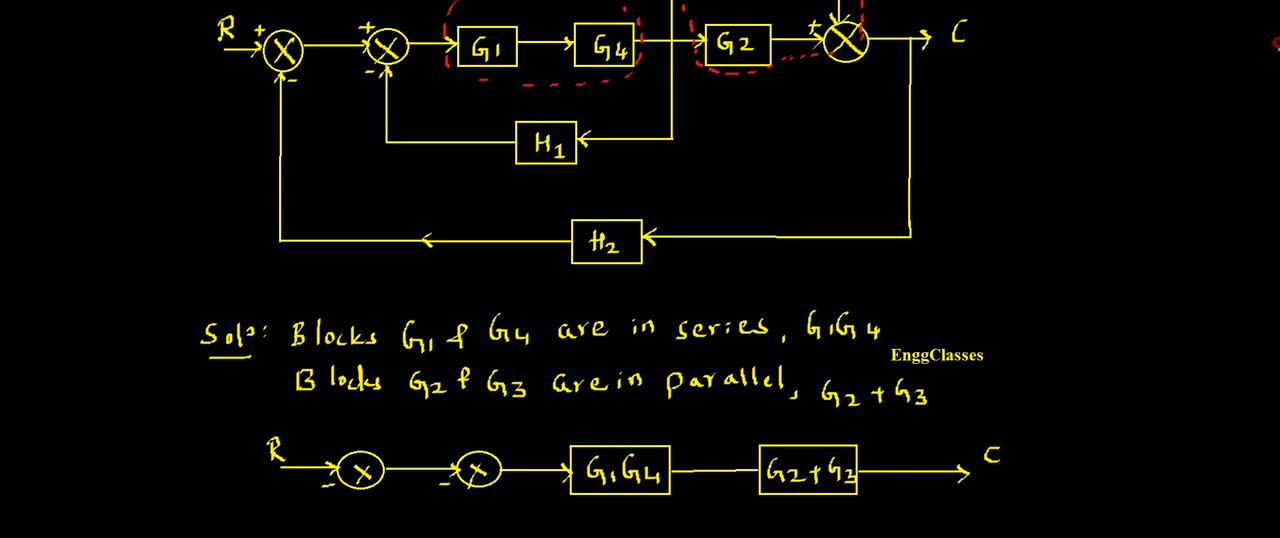 R + - + - G1 G4 G2 + C
H1
H2
Soln: Blocks G1 & G4 are in series, G1G4
EnggClasses
Blocks G2 & G3 are in parallel, G2 + G3
R - - G1G4 G2 + G3 C